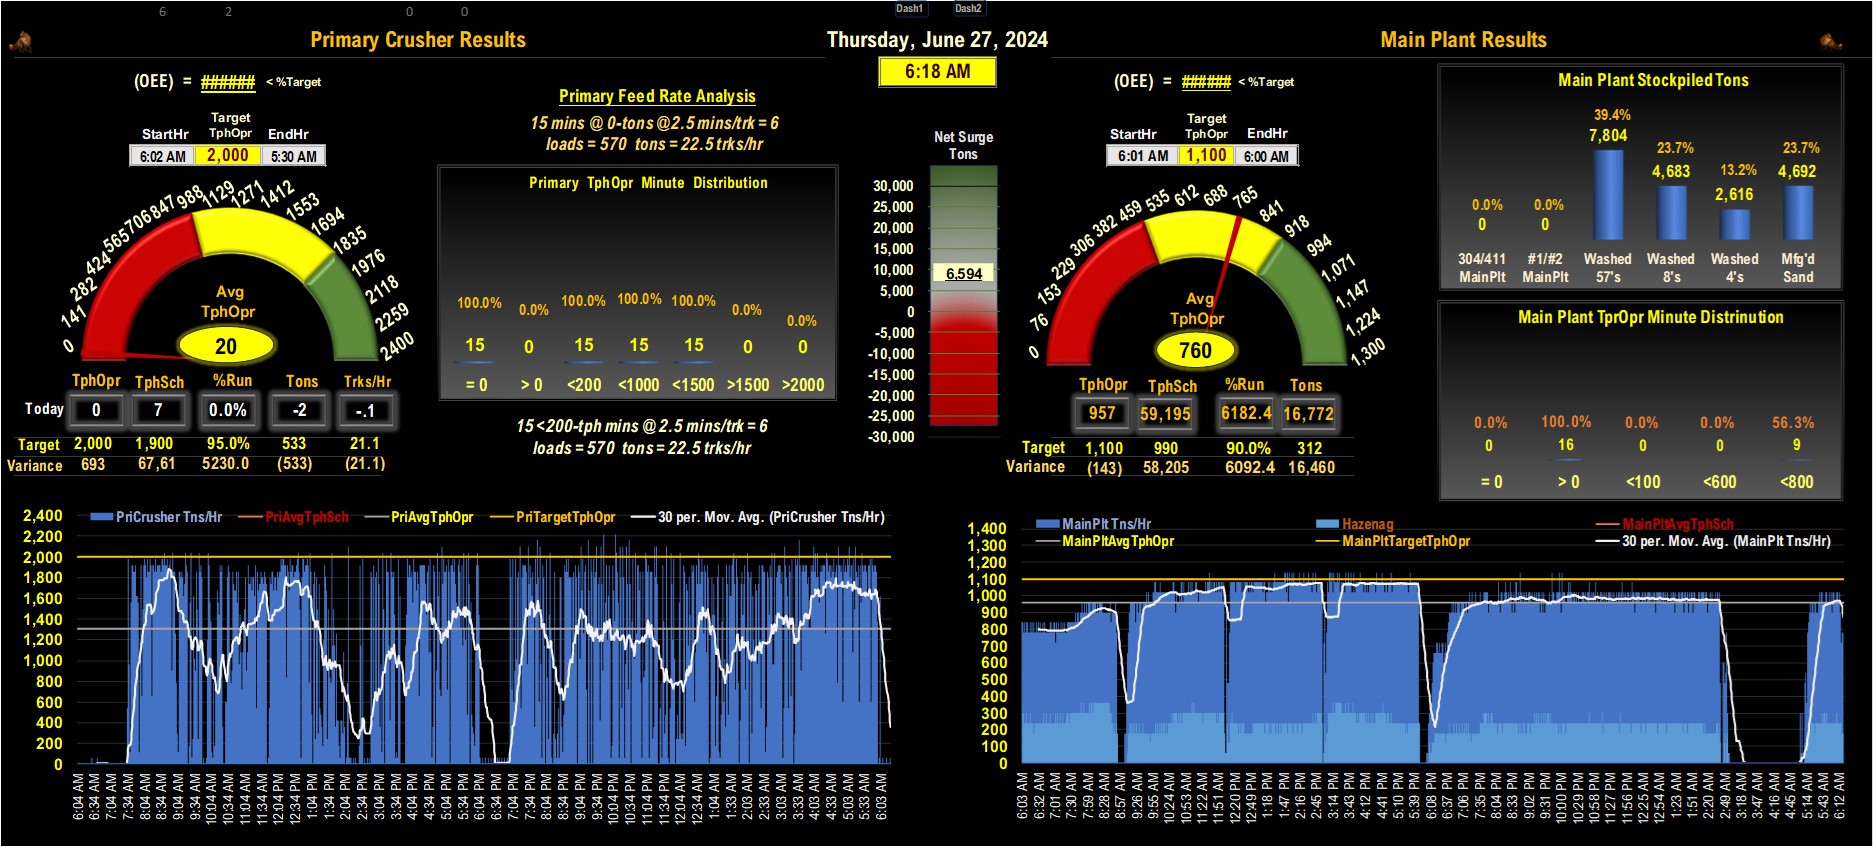 6 2 0 0 Dash1 Dash2
Primary Crusher Results
Thursday, June 27, 2024
Main Plant Results
6:18 AM
(OEE) = ###### < %Target
Target
StartHr TphOpr EndHr
6:02 AM 2,000 5:30 AM
0 141 282 424 565 706 847 988 1129 1271 1412 1553 1694 1835 1976 2118 2259 2400
Avg
TphOpr
20
TphOpr TphSch %Run Tons Trks/Hr
Today 0 7 0.0% -2 -.1
Target 2,000 1,900 95.0% 533 21.1
Variance 693 67,61 5230.0 (533) (21.1)
Primary Feed Rate Analysis
15 mins @ 0-tons @2.5 mins/trk = 6
loads = 570 tons = 22.5 trks/hr
Primary TphOpr Minute Distribution
100.0% 0.0% 100.0% 100.0% 100.0% 0.0% 0.0%
15 0 15 15 15 0 0
= 0 > 0 <200 <1000 <1500 >1500 >2000
15 <200-tph mins @ 2.5 mins/trk = 6
loads = 570 tons = 22.5 trks/hr
Net Surge
Tons
30,000
25,000
20,000
15,000
10,000
6,594
5,000
0
-5,000
-10,000
-15,000
-20,000
-25,000
-30,000
(OEE) = ###### < %Target
Target
StartHr TphOpr EndHr
6:01 AM 1,100 6:00 AM
0 76 153 229 306 382 459 535 612 688 765 841 918 994 1,071 1,147 1,224 1,300
Avg
TphOpr
760
TphOpr TphSch %Run Tons
957 59,195 6182.4 16,772
Target 1,100 990 90.0% 312
Variance (143) 58,205 6092.4 16,460
Main Plant Stockpiled Tons
0.0% 0.0% 39.4% 23.7% 13.2% 23.7%
0 0 7,804 4,683 2,616 4,692
304/411 #1/#2 Washed Washed Washed Mfg'd
MainPlt MainPlt 57's 8's 4's Sand
Main Plant TprOpr Minute Distrinution
0.0% 100.0% 0.0% 0.0% 56.3%
0 16 0 0 9
= 0 > 0 <100 <600 <800
PriCrusher Tns/Hr PriAvgTphSch PriAvgTphOpr PriTargetTphOpr 30 per. Mov. Avg. (PriCrusher Tns/Hr)
2,400
2,200
2,000
1,800
1,600
1,400
1,200
1,000
800
600
400
200
0
6:04 AM 6:34 AM 7:04 AM 7:34 AM 8:04 AM 8:34 AM 9:04 AM 9:34 AM 10:04 AM 10:34 AM 11:04 AM 11:34 AM 12:04 PM 12:34 PM 1:04 PM 1:34 PM 2:04 PM 2:34 PM 3:04 PM 3:34 PM 4:04 PM 4:34 PM 5:04 PM 5:34 PM 6:04 PM 6:34 PM 7:04 PM 7:34 PM 8:04 PM 8:34 PM 9:04 PM 9:34 PM 10:04 PM 10:34 PM 11:04 PM 11:34 PM 12:04 AM 12:34 AM 1:04 AM 1:33 AM 2:03 AM 2:33 AM 3:03 AM 3:33 AM 4:03 AM 4:33 AM 5:03 AM 5:33 AM 6:03 AM
MainPlt Tns/Hr Hazenag MainPltAvgTphSch
MainPltAvgTphOpr MainPltTargetTphOpr 30 per. Mov. Avg. (MainPlt Tns/Hr)
1,400
1,300
1,200
1,100
1,000
900
800
700
600
500
400
300
200
100
0
6:03 AM 6:32 AM 7:01 AM 7:30 AM 7:59 AM 8:28 AM 8:57 AM 9:26 AM 9:55 AM 10:24 AM 10:53 AM 11:22 AM 11:51 AM 12:20 PM 12:49 PM 1:18 PM 1:47 PM 2:16 PM 2:45 PM 3:14 PM 3:43 PM 4:12 PM 4:41 PM 5:10 PM 5:39 PM 6:08 PM 6:37 PM 7:06 PM 7:35 PM 8:04 PM 8:33 PM 9:02 PM 9:31 PM 10:00 PM 10:29 PM 10:58 PM 11:27 PM 11:56 PM 12:25 AM 12:54 AM 1:23 AM 1:51 AM 2:20 AM 2:49 AM 3:18 AM 3:47 AM 4:16 AM 4:45 AM 5:14 AM 5:43 AM 6:12 AM